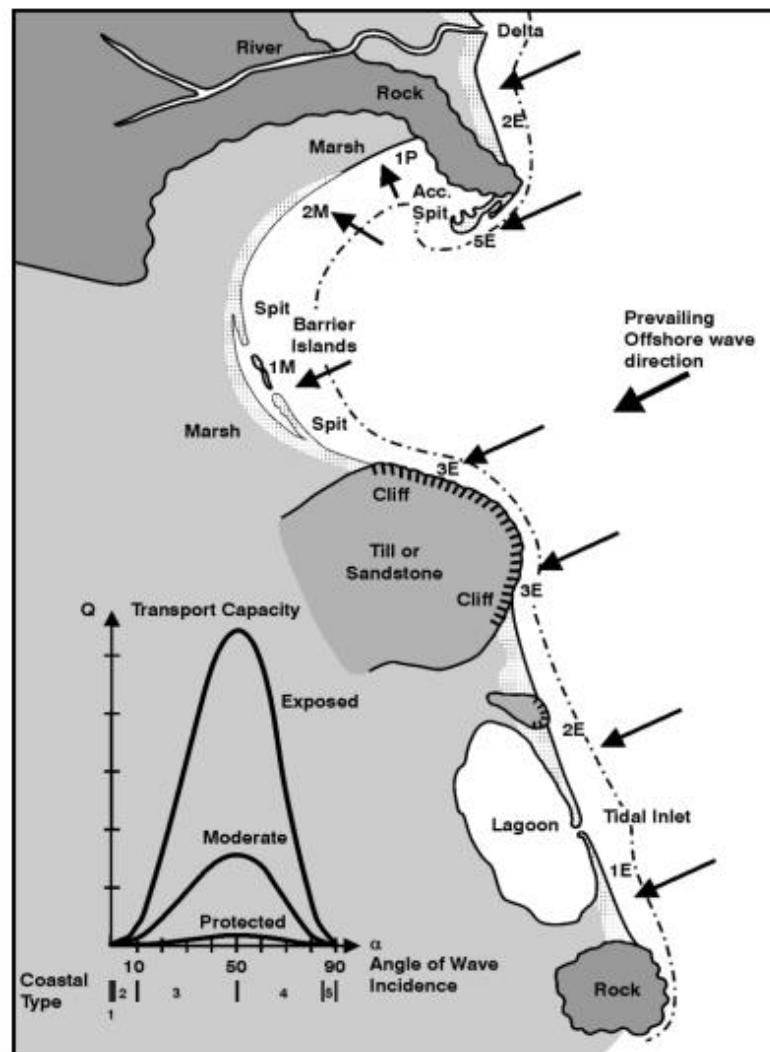 Delta
River
Rock
2E
Marsh
1P
Acc.
Spit
2M
5E
Spit
Barrier
Islands
Prevailing
Offshore wave
direction
1M
Marsh
Spit
3E
Cliff
Till or
Sandstone
Cliff
3E
Q
Transport Capacity
Exposed
2E
Lagoon
Tidal Inlet
Moderate
1E
Protected
α
10 50 90
Angle of Wave
Incidence
Coastal
Type
2 3 4 5
1
Rock